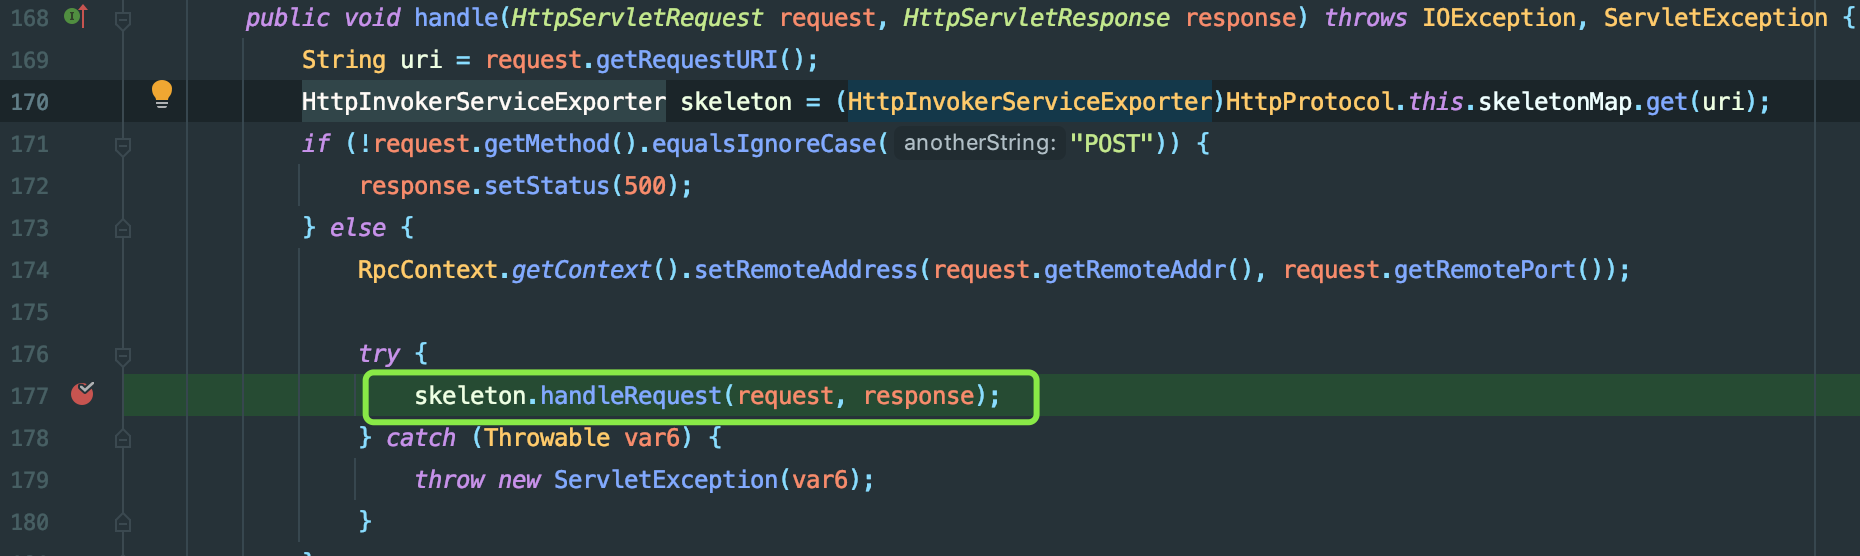 168 public void handle(HttpServletRequest request, HttpServletResponse response) throws IOException, ServletException {
169 String uri = request.getRequestURI();
170 HttpInvokerServiceExporter skeleton = (HttpInvokerServiceExporter)HttpProtocol.this.skeletonMap.get(uri);
171 if (!request.getMethod().equalsIgnoreCase( anotherString: "POST")) {
172 response.setStatus(500);
173 } else {
174 RpcContext.getContext().setRemoteAddress(request.getRemoteAddr(), request.getRemotePort());
175
176 try {
177 skeleton.handleRequest(request, response);
178 } catch (Throwable var6) {
179 throw new ServletException(var6);
180 }